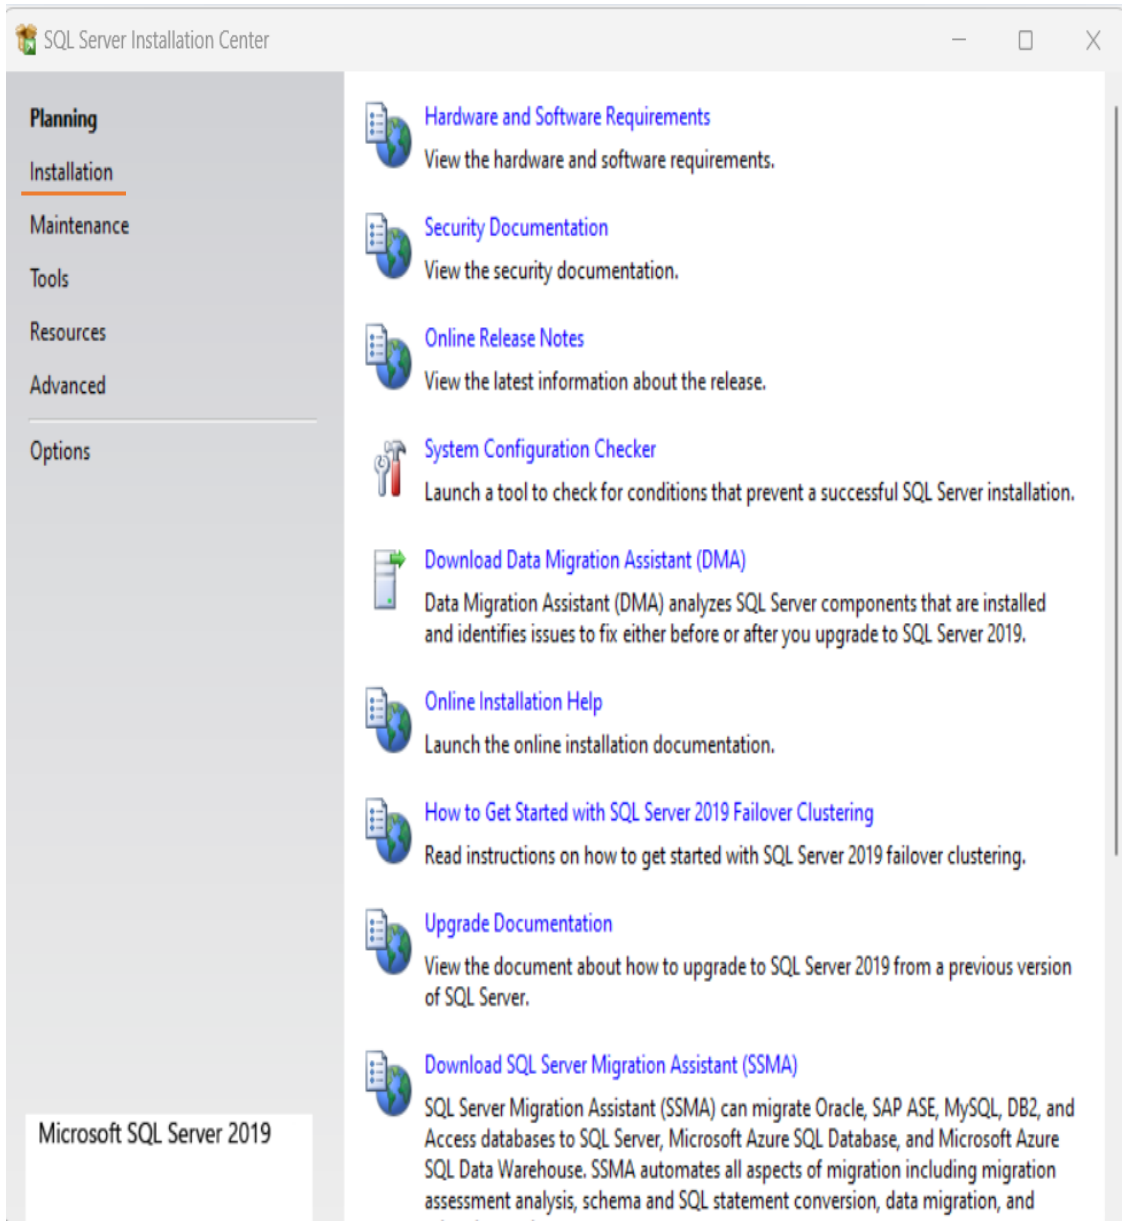 SQL Server Installation Center
Planning
Installation
Maintenance
Tools
Resources
Advanced
Options
Microsoft SQL Server 2019
Hardware and Software Requirements
View the hardware and software requirements.
Security Documentation
View the security documentation.
Online Release Notes
View the latest information about the release.
System Configuration Checker
Launch a tool to check for conditions that prevent a successful SQL Server installation.
Download Data Migration Assistant (DMA)
Data Migration Assistant (DMA) analyzes SQL Server components that are installed
and identifies issues to fix either before or after you upgrade to SQL Server 2019.
Online Installation Help
Launch the online installation documentation.
How to Get Started with SQL Server 2019 Failover Clustering
Read instructions on how to get started with SQL Server 2019 failover clustering.
Upgrade Documentation
View the document about how to upgrade to SQL Server 2019 from a previous version
of SQL Server.
Download SQL Server Migration Assistant (SSMA)
SQL Server Migration Assistant (SSMA) can migrate Oracle, SAP ASE, MySQL, DB2, and
Access databases to SQL Server, Microsoft Azure SQL Database, and Microsoft Azure
SQL Data Warehouse. SSMA automates all aspects of migration including migration
assessment analysis, schema and SQL statement conversion, data migration, and